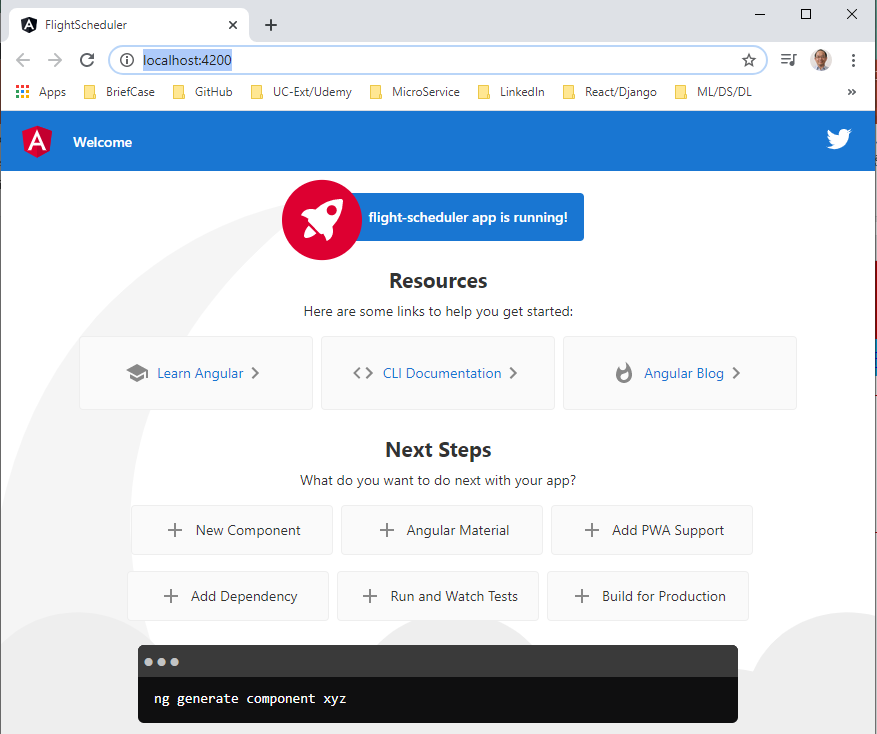 FlightScheduler
localhost:4200
Apps BriefCase GitHub UC-Ext/Udemy MicroService LinkedIn React/Django ML/DS/DL »
Welcome
flight-scheduler app is running!
Resources
Here are some links to help you get started:
Learn Angular CLI Documentation Angular Blog
Next Steps
What do you want to do next with your app?
New Component Angular Material Add PWA Support
Add Dependency Run and Watch Tests Build for Production
ng generate component xyz